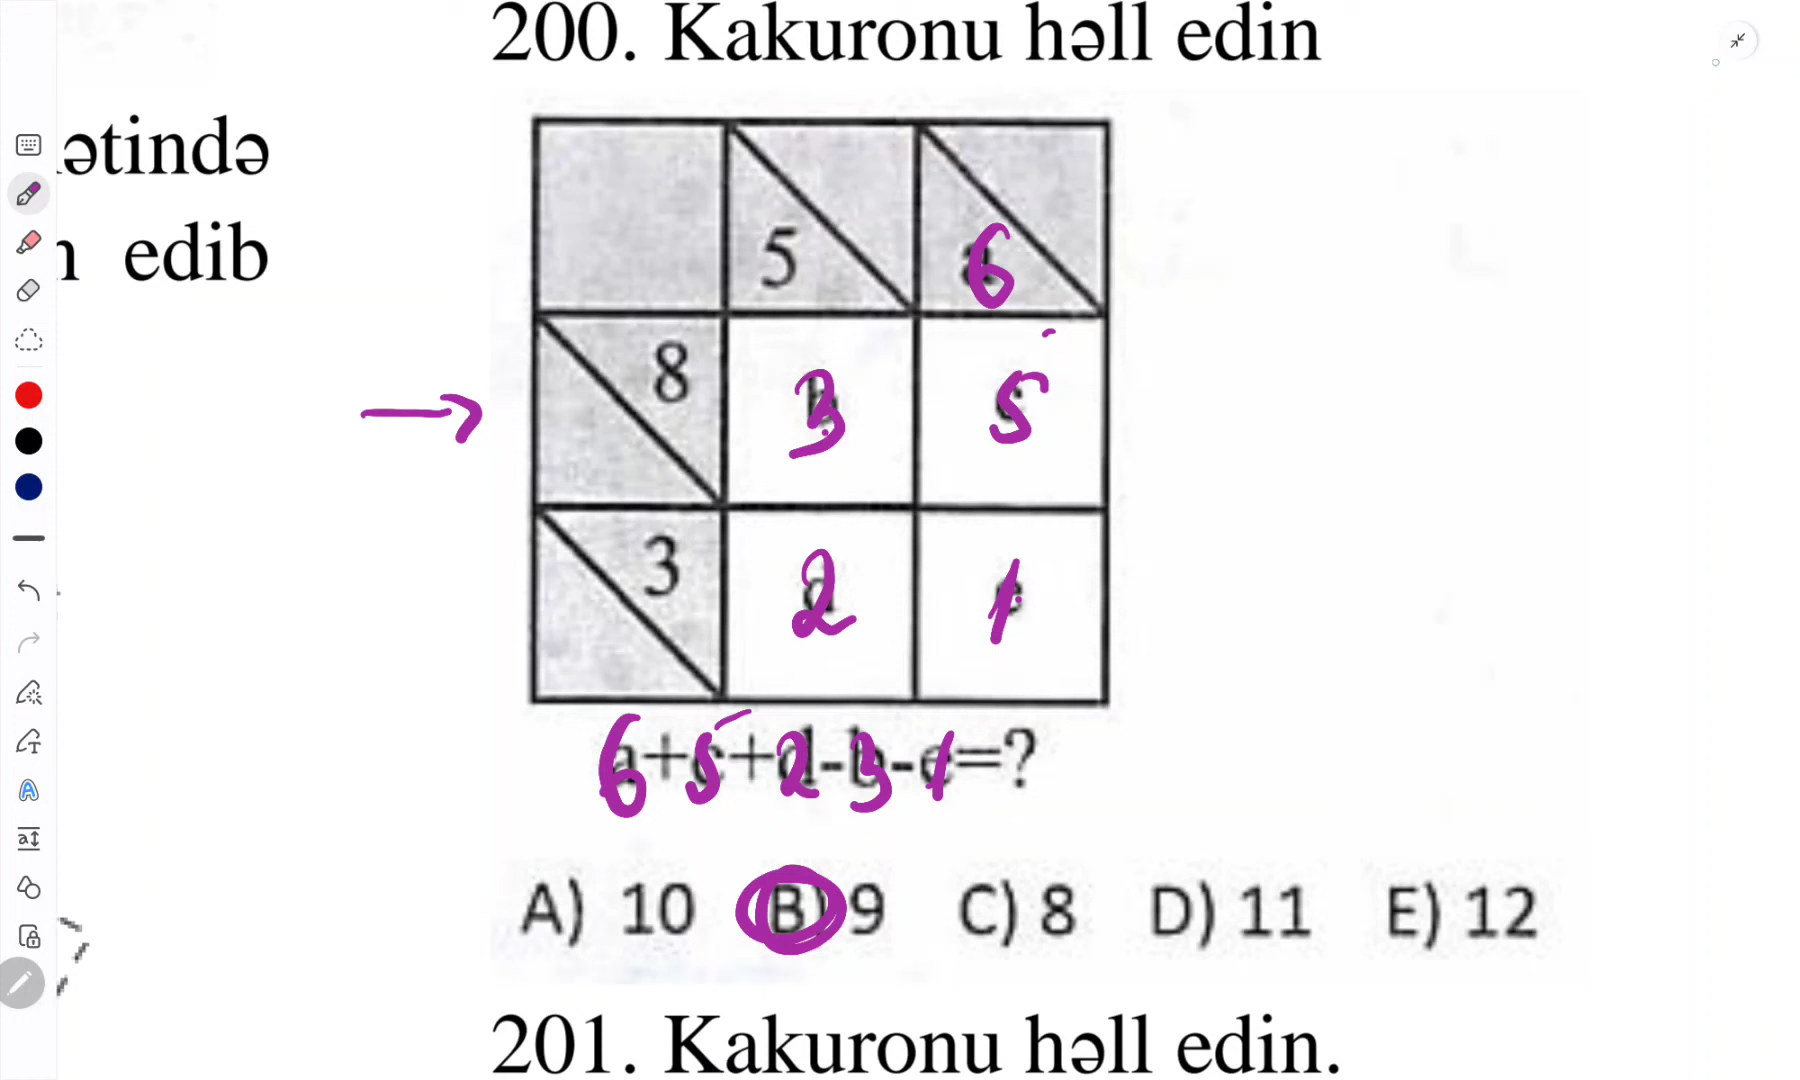 200. Kakuronu həll edin
ətində
edib
5 6
8 3 5
3 2 1
a+c+d-b-e=?
6 5 2 3 1
A) 10 B) 9 C) 8 D) 11 E) 12
201. Kakuronu həll edin.